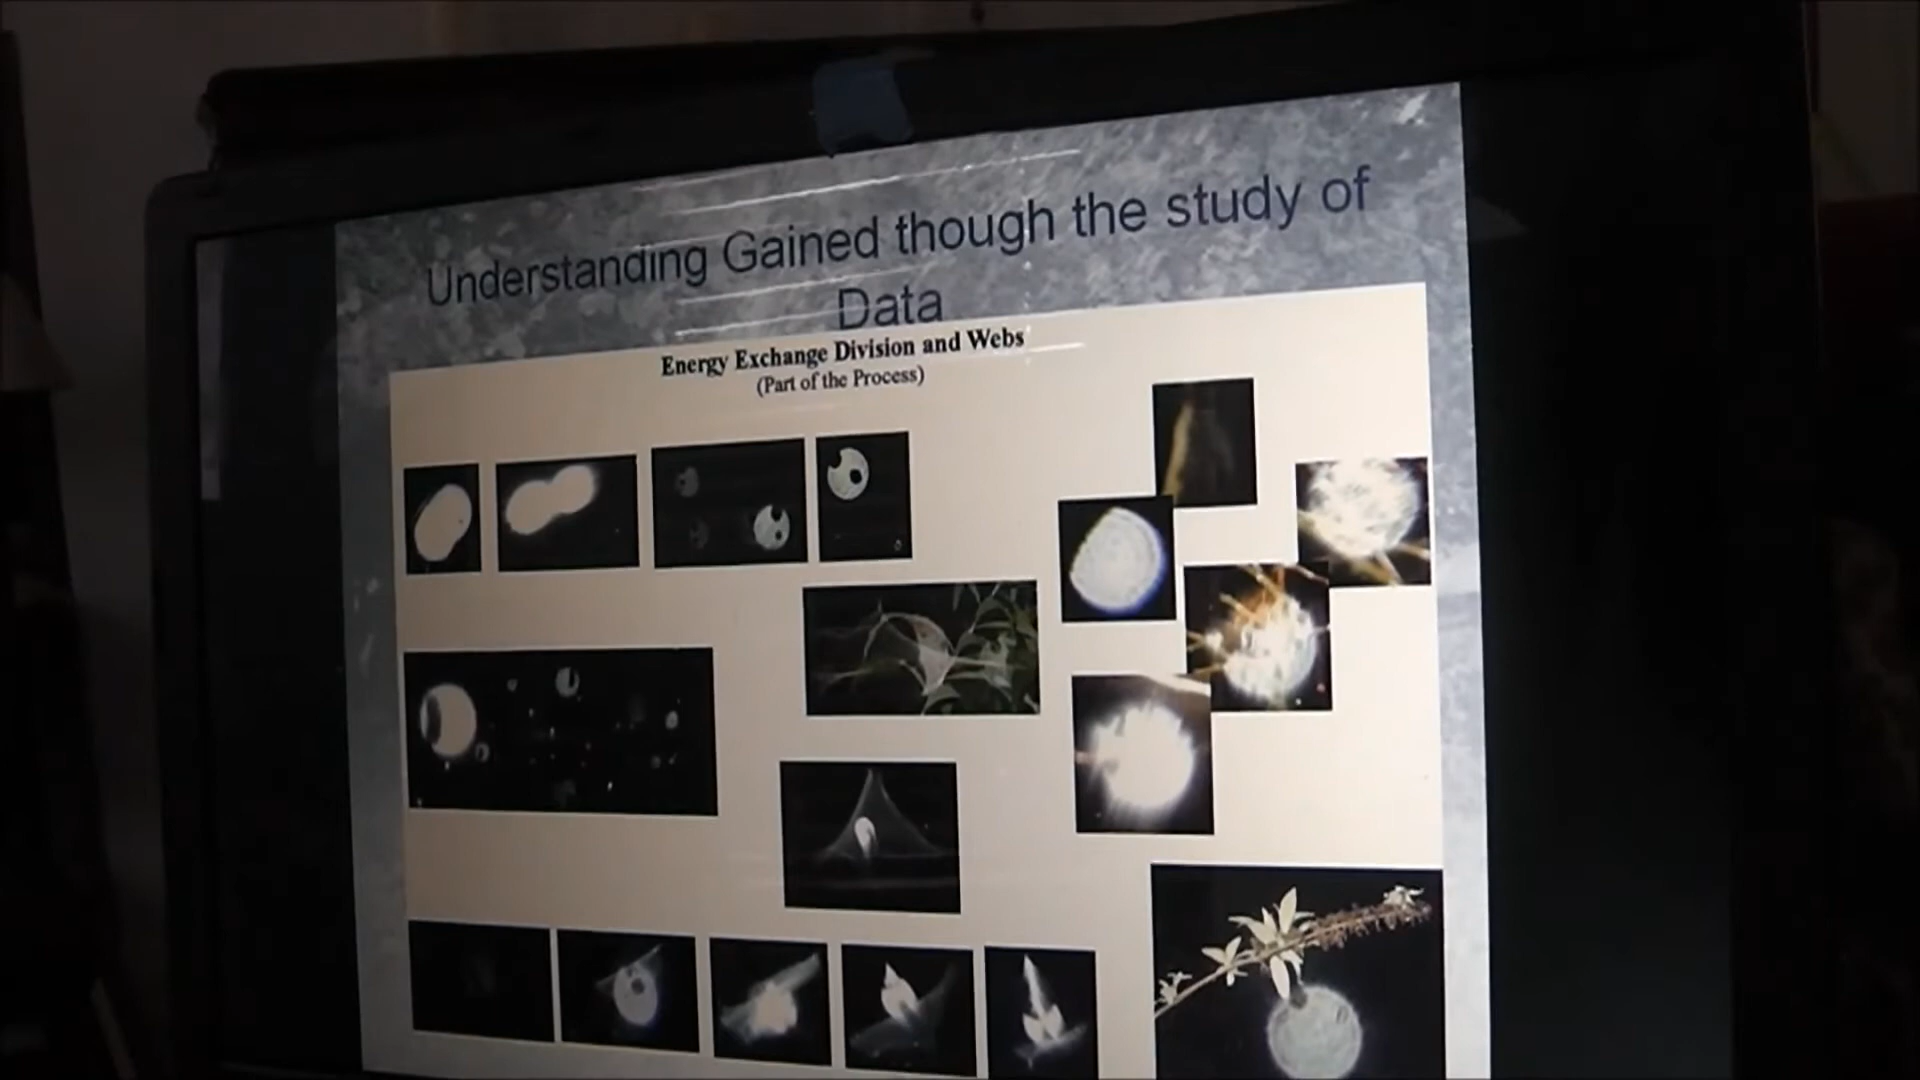 Understanding Gained though the study of
Data
Energy Exchange Division and Webs
(Part of the Process)